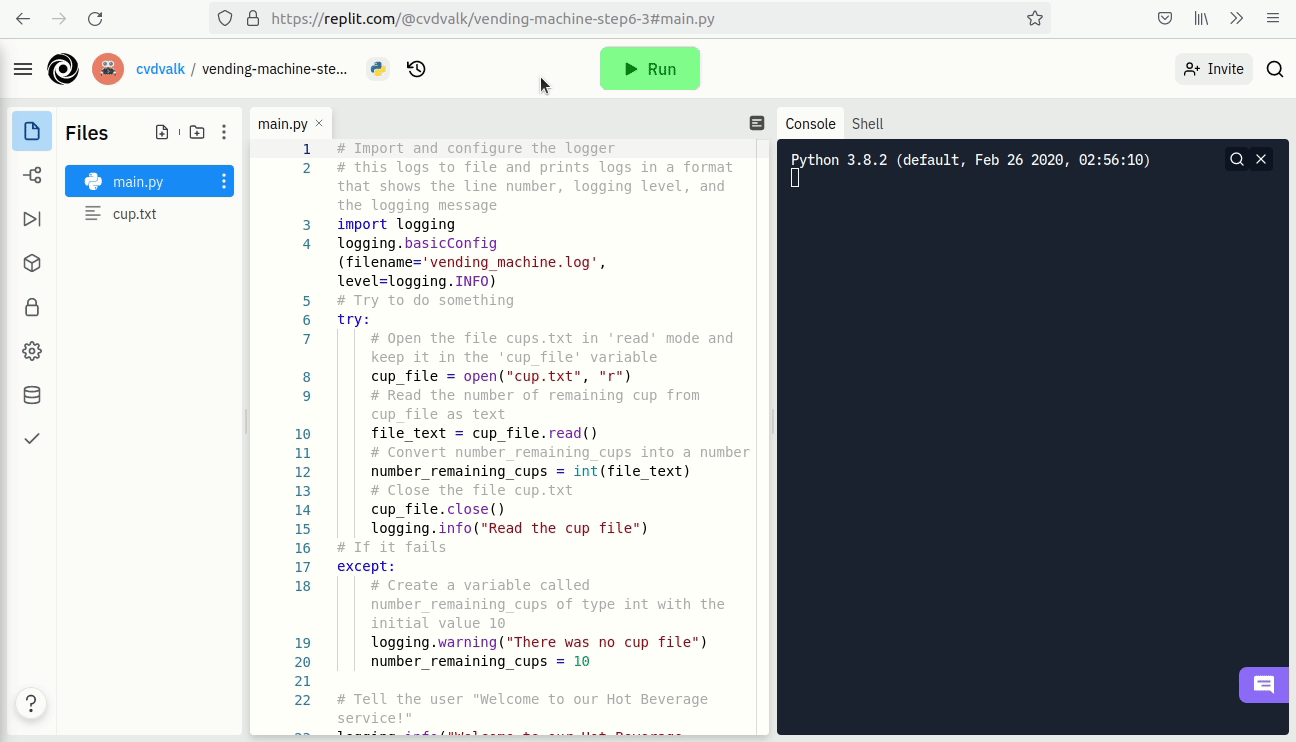 https://replit.com/@cvdvalk/vending-machine-step6-3#main.py
cvdvalk / vending-machine-ste...
Run
Invite
Files
main.py
cup.txt
main.py ×
1 # Import and configure the logger
2 # this logs to file and prints logs in a format
that shows the line number, logging level, and
the logging message
3 import logging
4 logging.basicConfig
(filename='vending_machine.log',
level=logging.INFO)
5 # Try to do something
6 try:
7 # Open the file cups.txt in 'read' mode and
keep it in the 'cup_file' variable
8 cup_file = open("cup.txt", "r")
9 # Read the number of remaining cup from
cup_file as text
10 file_text = cup_file.read()
11 # Convert number_remaining_cups into a number
12 number_remaining_cups = int(file_text)
13 # Close the file cup.txt
14 cup_file.close()
15 logging.info("Read the cup file")
16 # If it fails
17 except:
18 # Create a variable called
number_remaining_cups of type int with the
initial value 10
19 logging.warning("There was no cup file")
20 number_remaining_cups = 10
21
22 # Tell the user "Welcome to our Hot Beverage
service!"
23 logging.info("Welcome to our Hot Beverage
Console Shell
Python 3.8.2 (default, Feb 26 2020, 02:56:10)
?